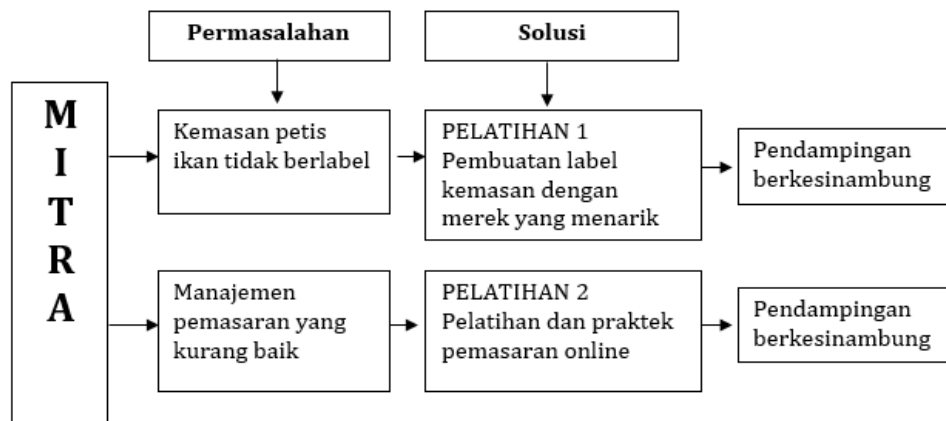 Permasalahan
Solusi
M
I
T
R
A
Kemasan petis
ikan tidak berlabel
PELATIHAN 1
Pembuatan label
kemasan dengan
merek yang menarik
Pendampingan
berkesinambung
Manajemen
pemasaran yang
kurang baik
PELATIHAN 2
Pelatihan dan praktek
pemasaran online
Pendampingan
berkesinambung